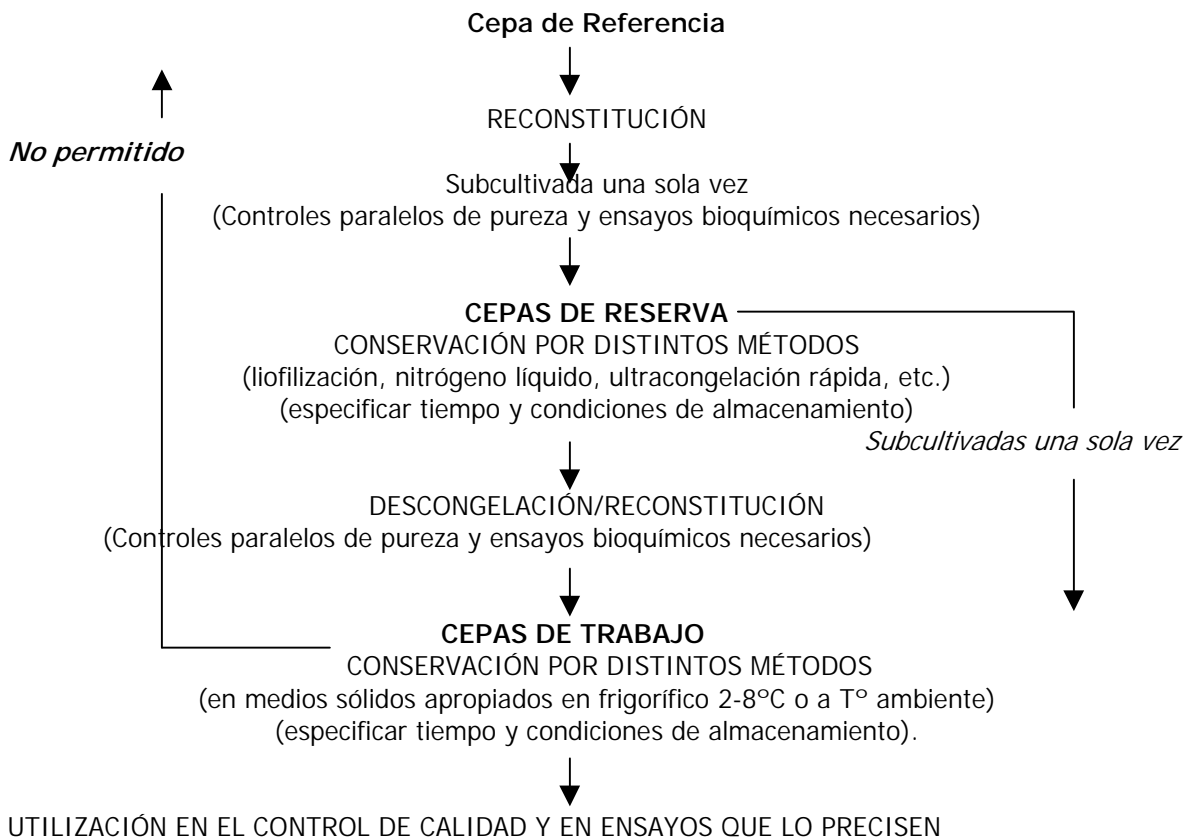 Cepa de Referencia
RECONSTITUCIÓN
No permitido
Subcultivada una sola vez
(Controles paralelos de pureza y ensayos bioquímicos necesarios)
CEPAS DE RESERVA
CONSERVACIÓN POR DISTINTOS MÉTODOS
(liofilización, nitrógeno líquido, ultracongelación rápida, etc.)
(especificar tiempo y condiciones de almacenamiento)
Subcultivadas una sola vez
DESCONGELACIÓN/RECONSTITUCIÓN
(Controles paralelos de pureza y ensayos bioquímicos necesarios)
CEPAS DE TRABAJO
CONSERVACIÓN POR DISTINTOS MÉTODOS
(en medios sólidos apropiados en frigorífico 2-8ºC o a Tº ambiente)
(especificar tiempo y condiciones de almacenamiento).
UTILIZACIÓN EN EL CONTROL DE CALIDAD Y EN ENSAYOS QUE LO PRECISEN